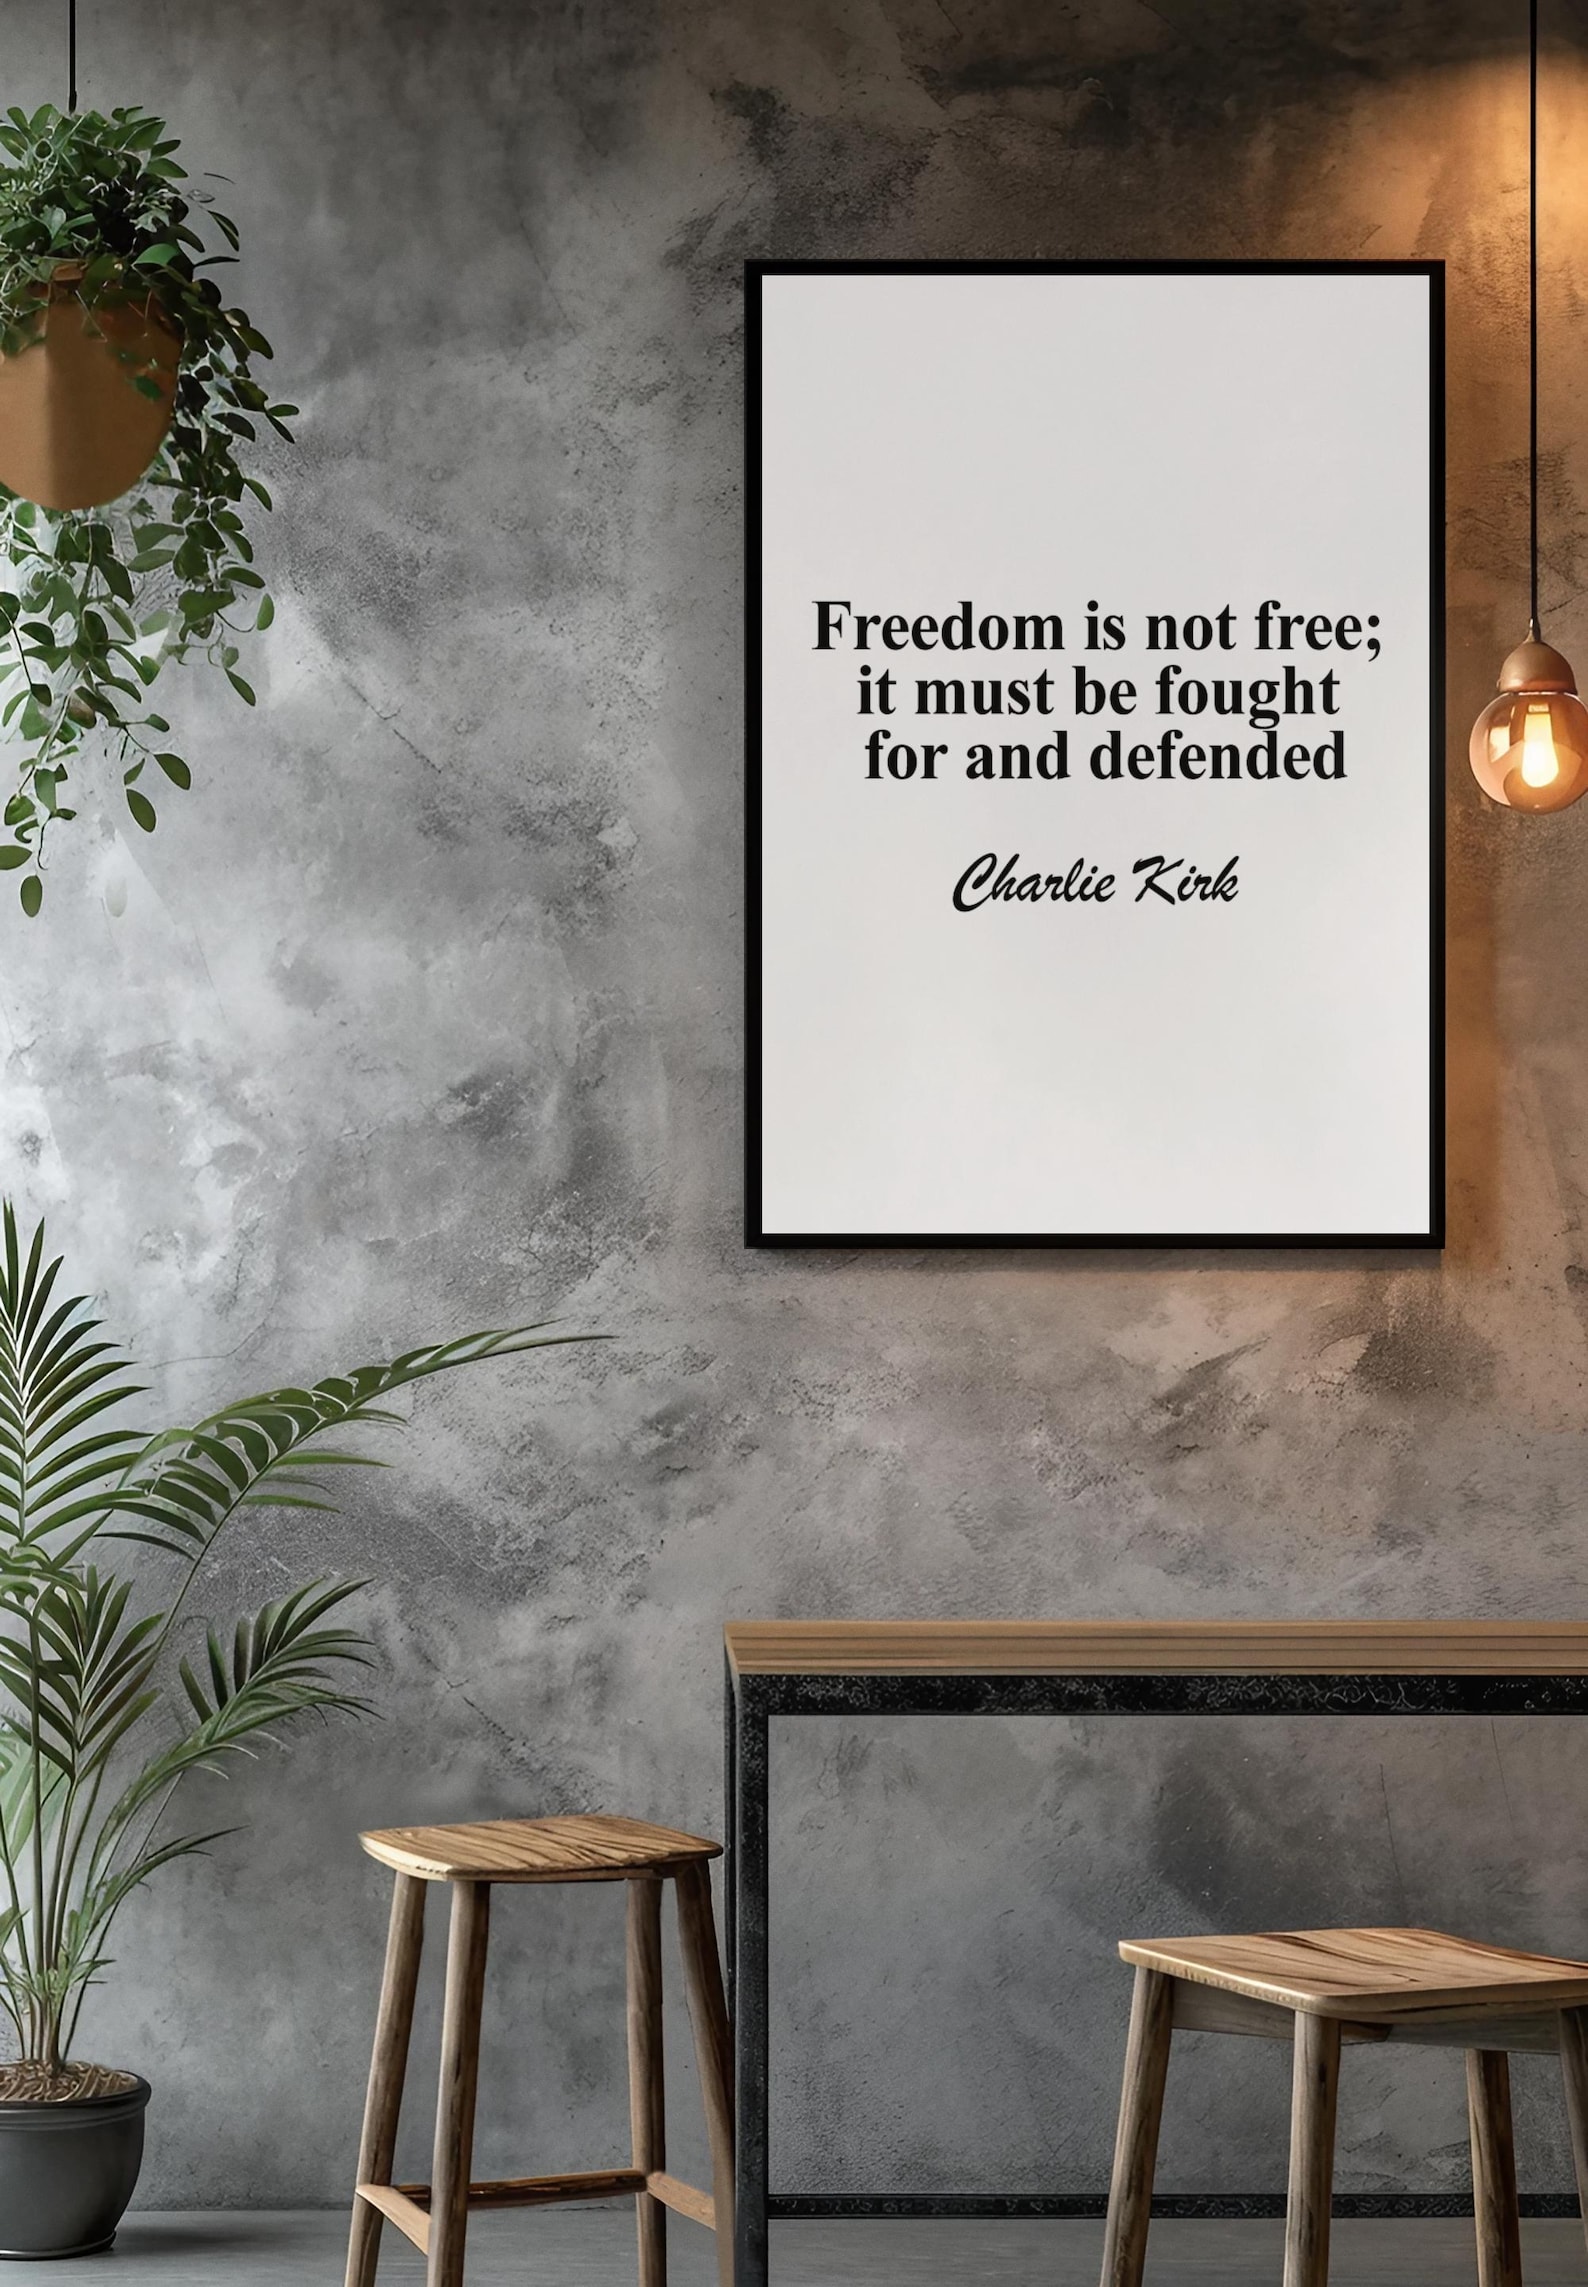 Freedom is not free;
it must be fought
for and defended
Charlie Kirk